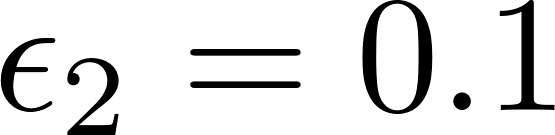 ϵ₂ = 0.1